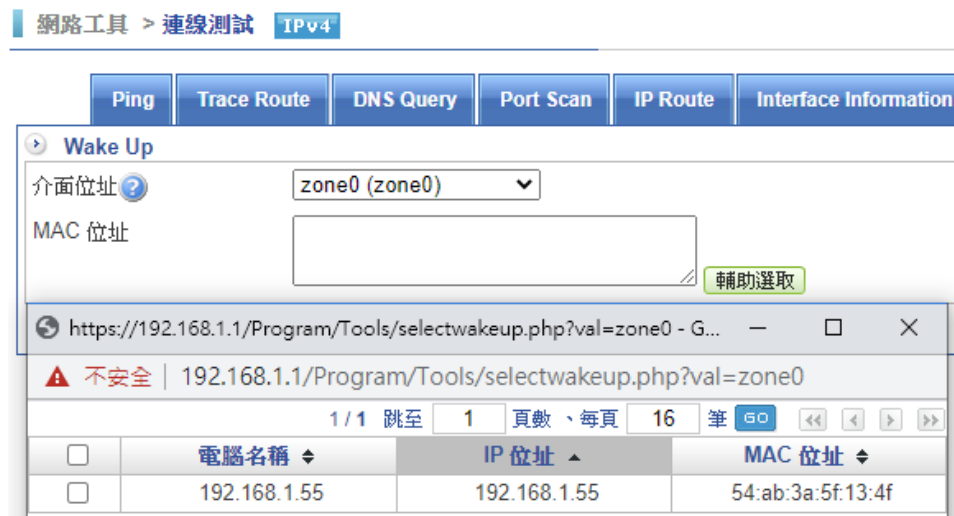 網路工具 > 連線測試 IPv4
Ping Trace Route DNS Query Port Scan IP Route Interface Information
Wake Up
介面位址 ? zone0 (zone0)
MAC 位址
輔助選取
https://192.168.1.1/Program/Tools/selectwakeup.php?val=zone0 - G...
不安全 | 192.168.1.1/Program/Tools/selectwakeup.php?val=zone0
1 / 1 跳至 1 頁數 、每頁 16 筆 GO
電腦名稱 IP 位址 MAC 位址
192.168.1.55 192.168.1.55 54:ab:3a:5f:13:4f